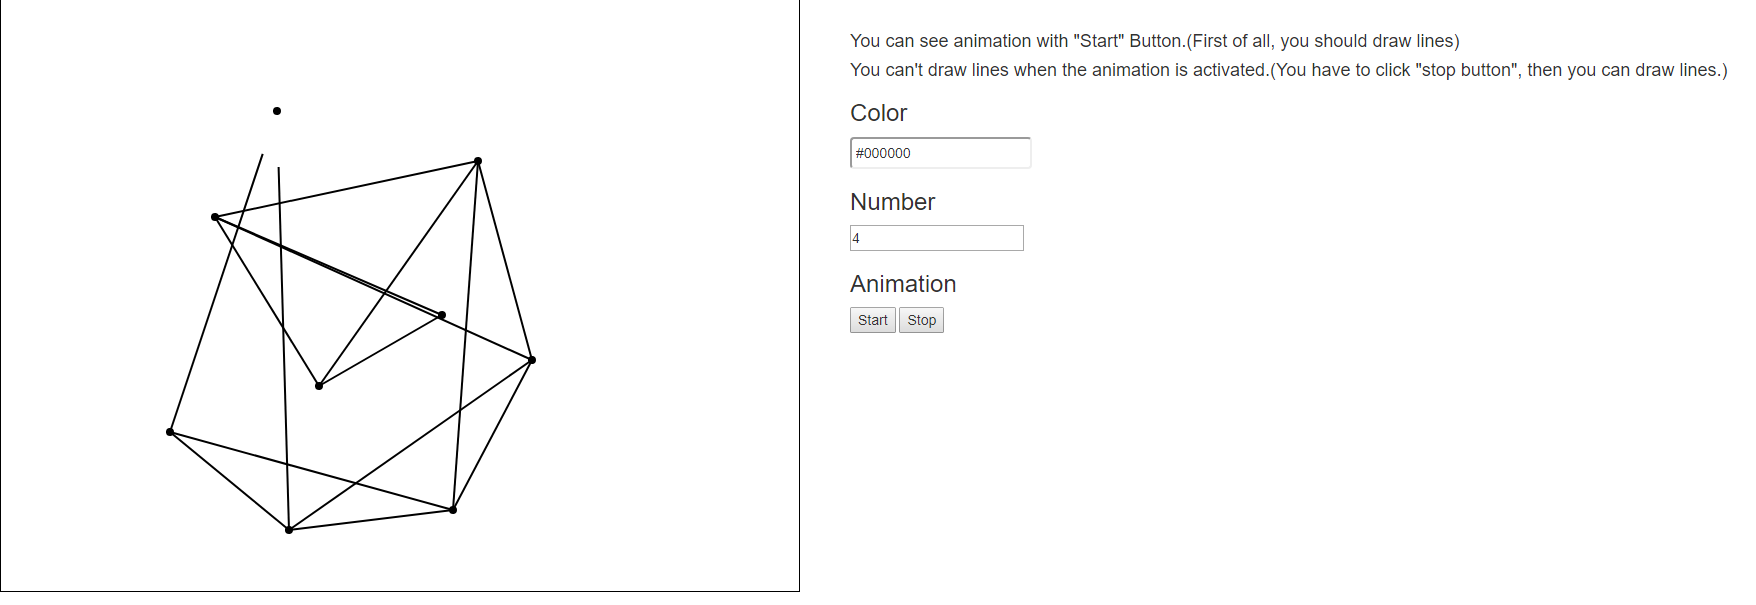 You can see animation with "Start" Button.(First of all, you should draw lines)
You can't draw lines when the animation is activated.(You have to click "stop button", then you can draw lines.)
Color
#000000
Number
4
Animation
Start Stop